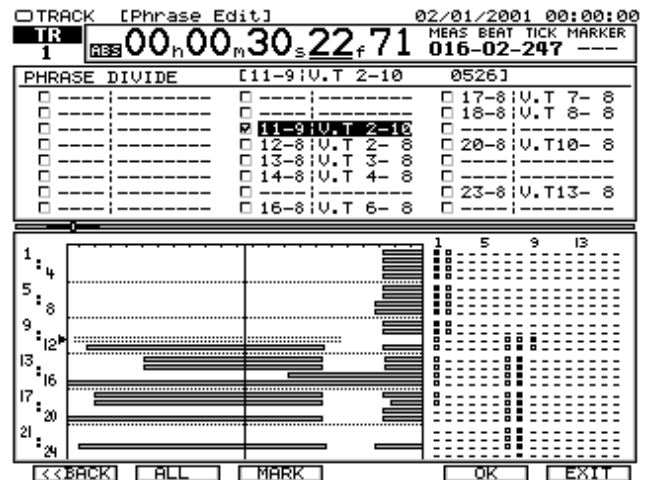 TRACK [Phrase Edit] 02/01/2001 00:00:00
TR 1 ABS 00h00m30s22f71 MEAS BEAT TICK MARKER
016-02-247 ---
PHRASE DIVIDE [11-9¦V.T 2-10 0526]
----¦-------- ----¦-------- 17-8¦V.T 7- 8
----¦-------- ----¦-------- 18-8¦V.T 8- 8
----¦-------- 11-9¦V.T 2-10 ----¦--------
----¦-------- 12-8¦V.T 2- 8 20-8¦V.T10- 8
----¦-------- 13-8¦V.T 3- 8 ----¦--------
----¦-------- 14-8¦V.T 4- 8 ----¦--------
----¦-------- ----¦-------- 23-8¦V.T13- 8
----¦-------- 16-8¦V.T 6- 8 ----¦--------
1 5 9 13
1:4
5:8
9:12
13:16
17:20
21:24
<<BACK ALL MARK OK EXIT